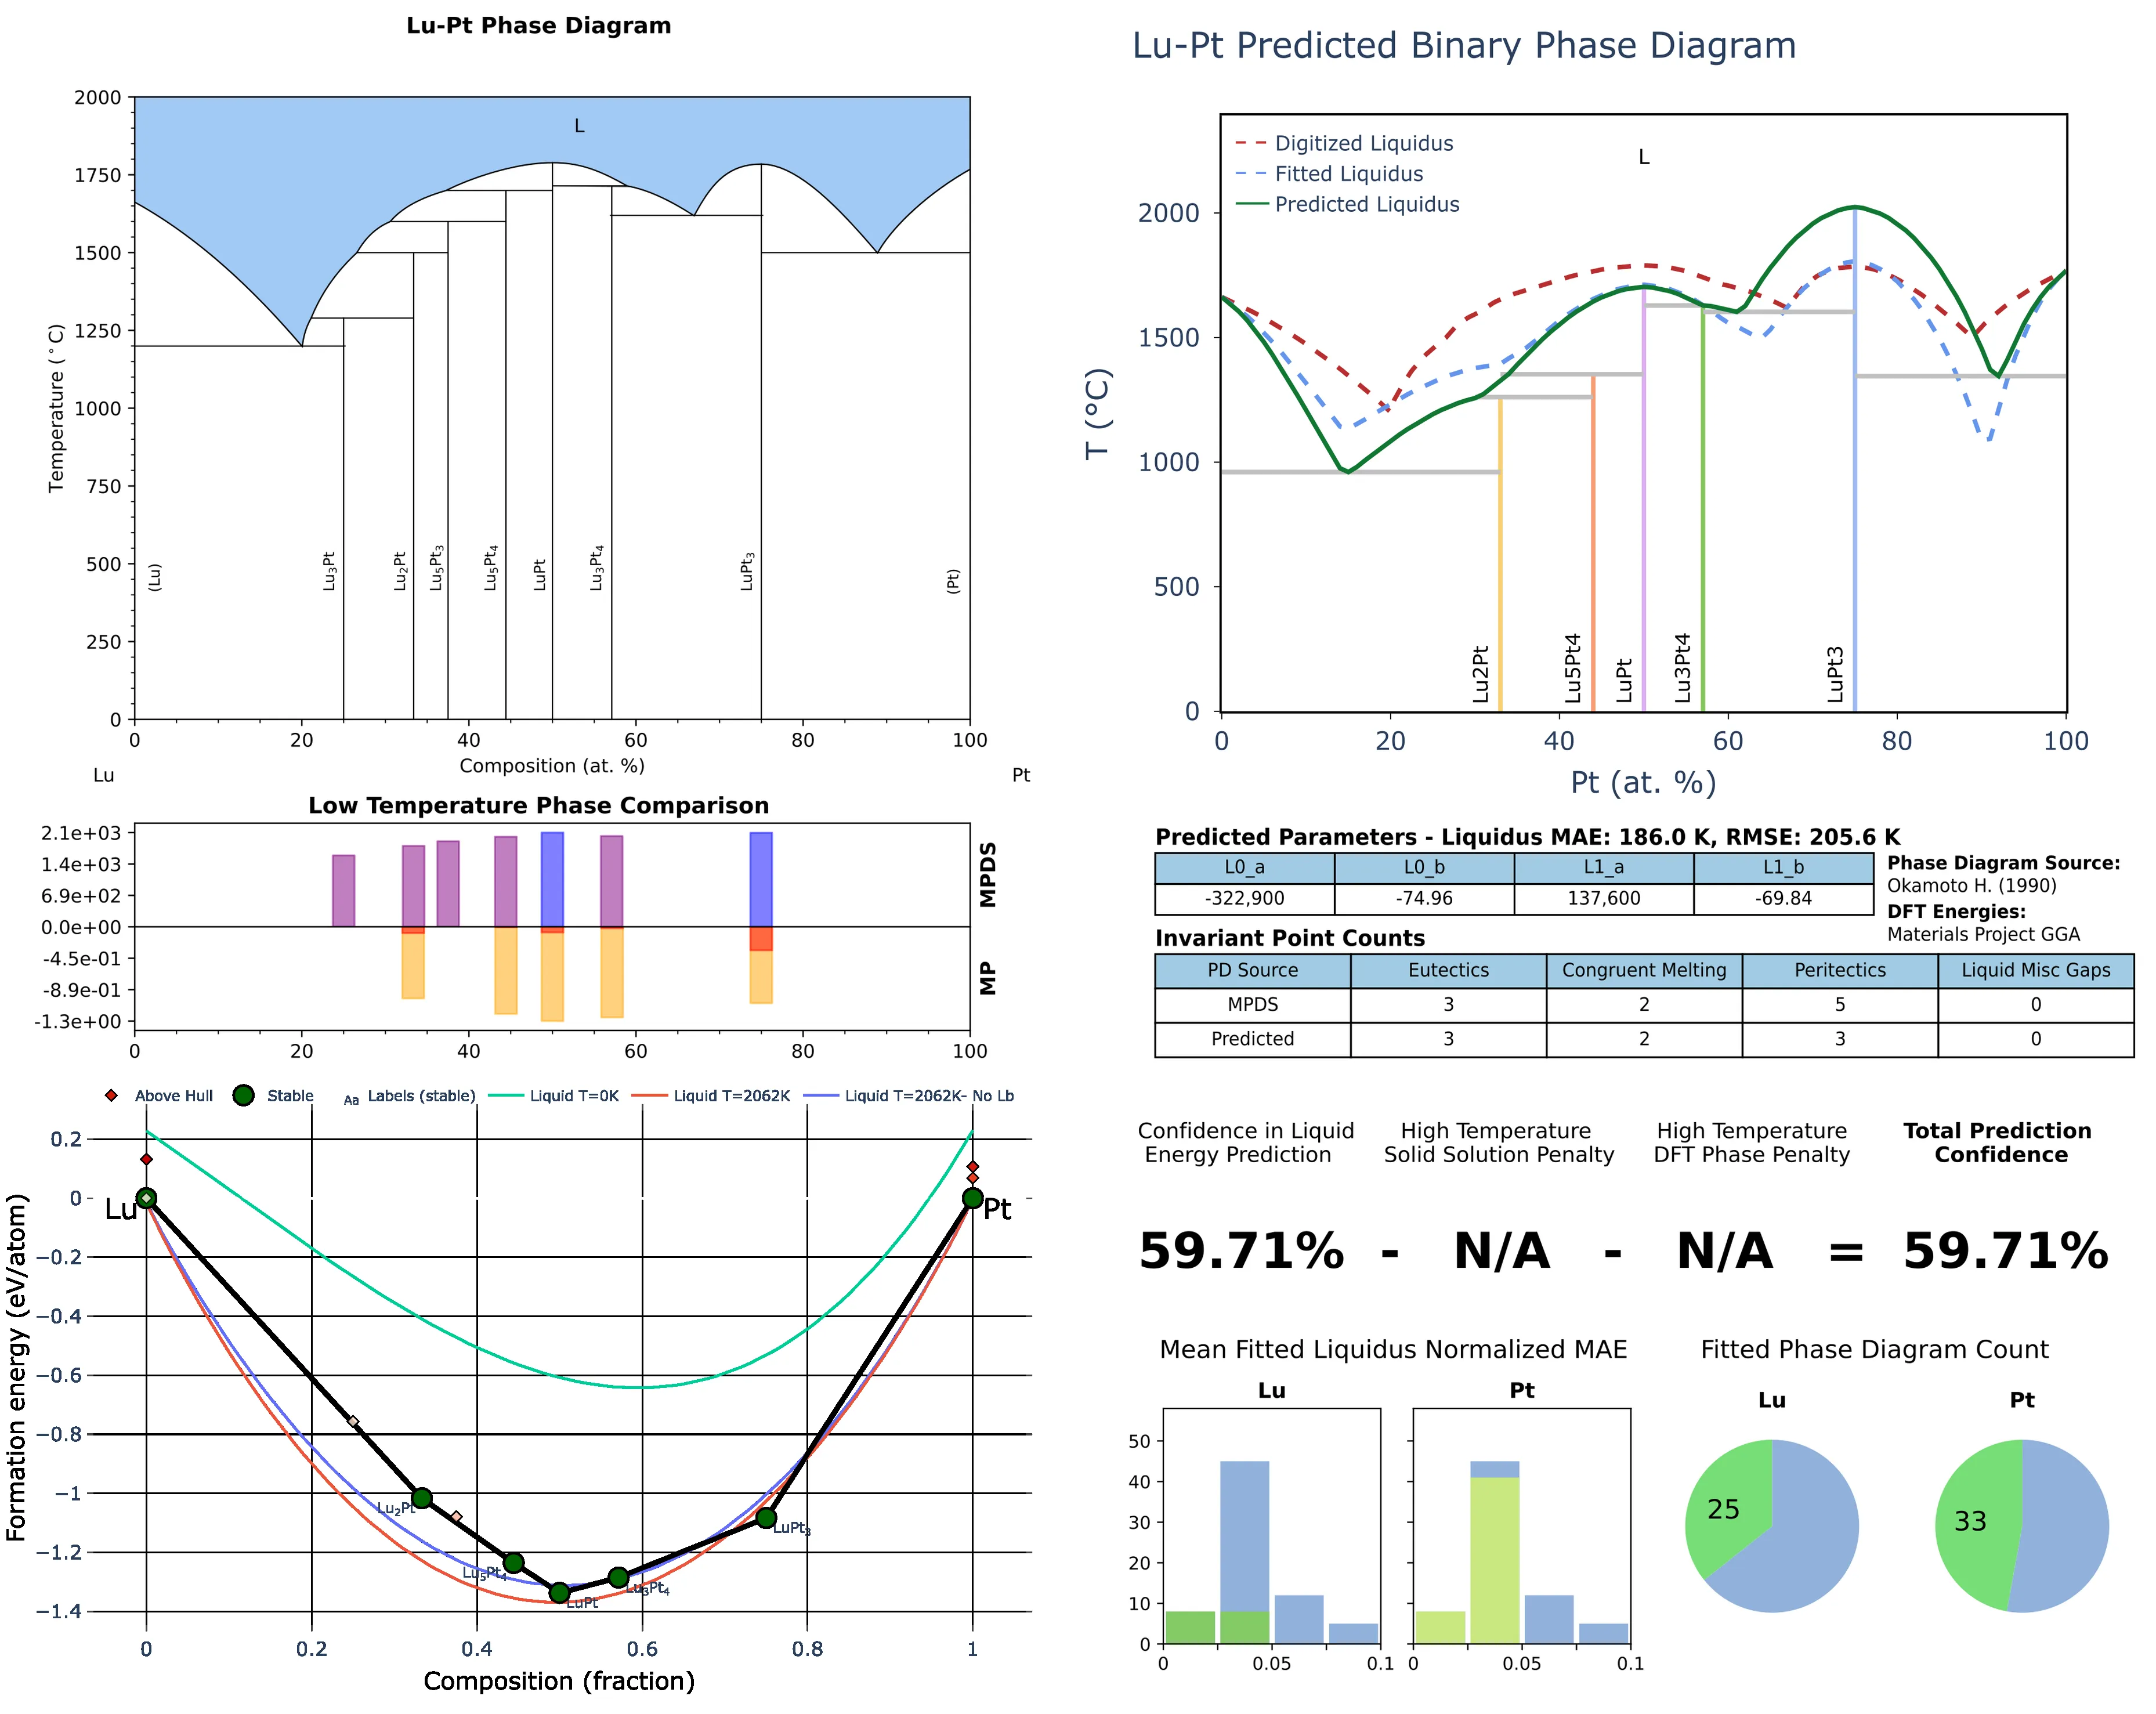 Lu-Pt Phase Diagram
2000
1750
1500
1250
1000
750
500
250
0
Temperature (°C)
L
(Lu)
Lu3Pt
Lu2Pt
Lu5Pt3
Lu5Pt4
LuPt
Lu3Pt4
LuPt3
(Pt)
0 20 40 60 80 100
Composition (at. %)
Lu Pt
Lu-Pt Predicted Binary Phase Diagram
Digitized Liquidus
Fitted Liquidus
Predicted Liquidus
L
2000
1500
1000
500
0
T (°C)
Lu2Pt
Lu5Pt4
LuPt
Lu3Pt4
LuPt3
0 20 40 60 80 100
Pt (at. %)
Low Temperature Phase Comparison
2.1e+03
1.4e+03
6.9e+02
0.0e+00
-4.5e-01
-8.9e-01
-1.3e+00
MPDS
MP
0 20 40 60 80 100
Predicted Parameters - Liquidus MAE: 186.0 K, RMSE: 205.6 K
L0_a L0_b L1_a L1_b
-322,900 -74.96 137,600 -69.84
Phase Diagram Source:
Okamoto H. (1990)
DFT Energies:
Materials Project GGA
Invariant Point Counts
PD Source Eutectics Congruent Melting Peritectics Liquid Misc Gaps
MPDS 3 2 5 0
Predicted 3 2 3 0
Above Hull Stable Aa Labels (stable) Liquid T=0K Liquid T=2062K Liquid T=2062K- No Lb
0.2
0
−0.2
−0.4
−0.6
−0.8
−1
−1.2
−1.4
Formation energy (eV/atom)
Lu
Pt
Lu2Pt
Lu5Pt4
LuPt
Lu3Pt4
LuPt3
0 0.2 0.4 0.6 0.8 1
Composition (fraction)
Confidence in Liquid
Energy Prediction
High Temperature
Solid Solution Penalty
High Temperature
DFT Phase Penalty
Total Prediction
Confidence
59.71% - N/A - N/A = 59.71%
Mean Fitted Liquidus Normalized MAE
Lu Pt
50
40
30
20
10
0
0 0.05 0.1
0 0.05 0.1
Fitted Phase Diagram Count
Lu Pt
25
33